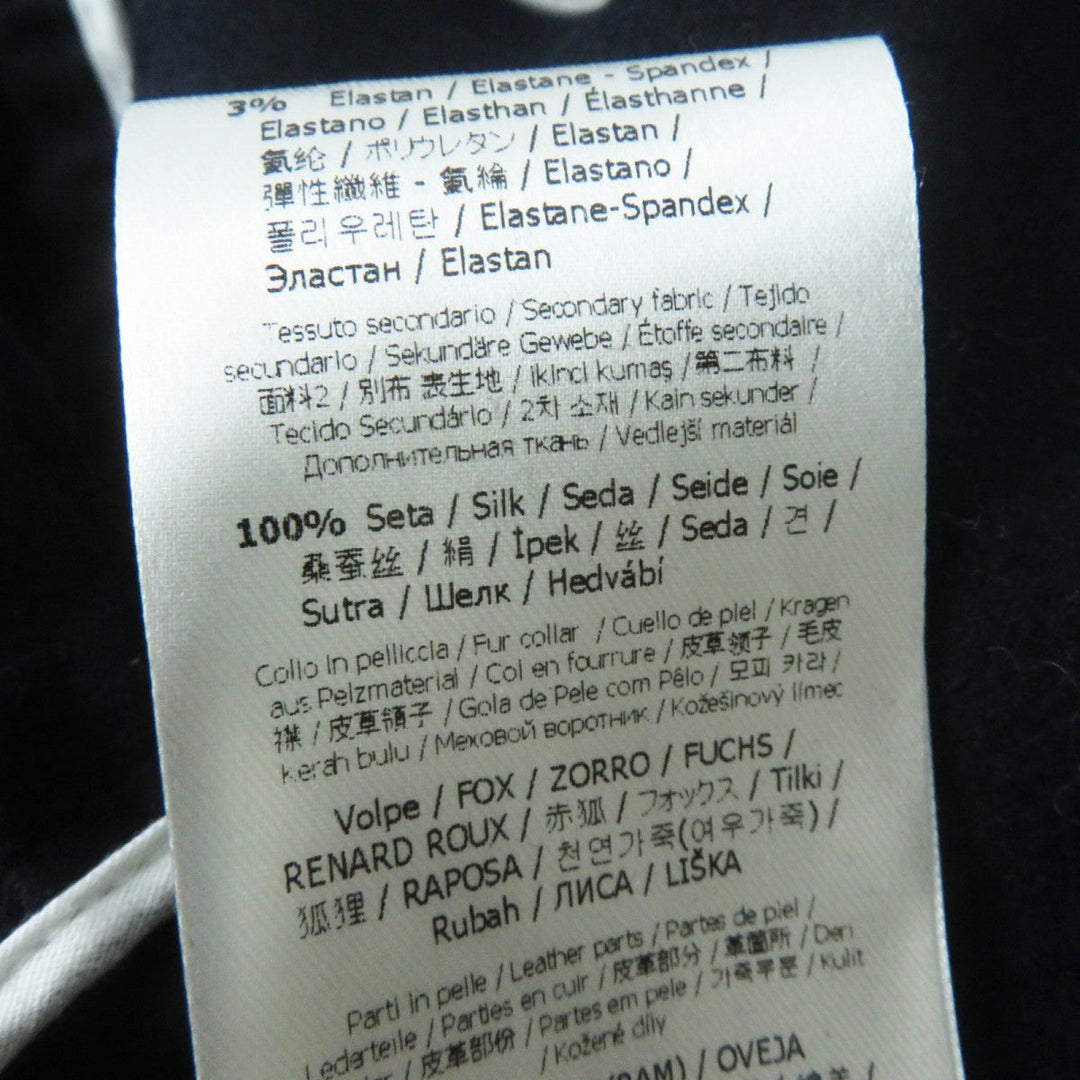 3% Elastan / Elastane - Spandex /
Elastano / Elasthan / Élasthanne /
氨纶 / ポリウレタン / Elastan /
彈性纖維 - 氨綸 / Elastano /
폴리우레탄 / Elastane-Spandex /
Эластан / Elastan
Tessuto secondario / Secondary fabric / Tejido
secundario / Sekundäre Gewebe / Étoffe secondaire /
面料2 / 別布 表生地 / ikinci kumaş / 第二布料 /
Tecido Secundário / 2차 소재 / Kain sekunder /
Дополнительная ткань / Vedlejší materiál
100% Seta / Silk / Seda / Seide / Soie /
桑蚕丝 / 絹 / İpek / 丝 / Seda / 견 /
Sutra / Шелк / Hedvábí
Collo in pelliccia / Fur collar / Cuello de piel / Kragen
aus Pelzmaterial / Col en fourrure / 皮草领子 / 毛皮
襟 / 皮草領子 / Gola de Pele com Pêlo / 모피 카라 /
Kerah bulu / Меховой воротник / Kožešinový límec
Volpe / FOX / ZORRO / FUCHS /
RENARD ROUX / 赤狐 / フォックス / Tilki /
狐狸 / RAPOSA / 천연가죽(여우가죽) /
Rubah / ЛИСА / LIŠKA
Parti in pelle / Leather parts / Partes de piel /
Lederteile / Parties en cuir / 皮革部分 / 革箇所 / Deri
/ 皮革部份 / Partes em pele / 가죽부분 / Kulit
/ Kožené díly
/ OVEJA